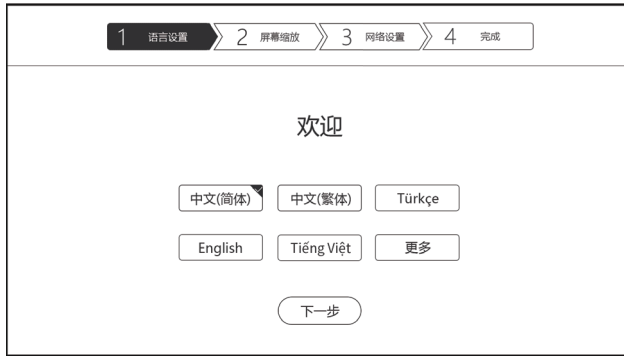 1 语言设置 2 屏幕缩放 3 网络设置 4 完成
欢迎
中文(简体) 中文(繁体) Türkçe
English Tiếng Việt 更多
下一步